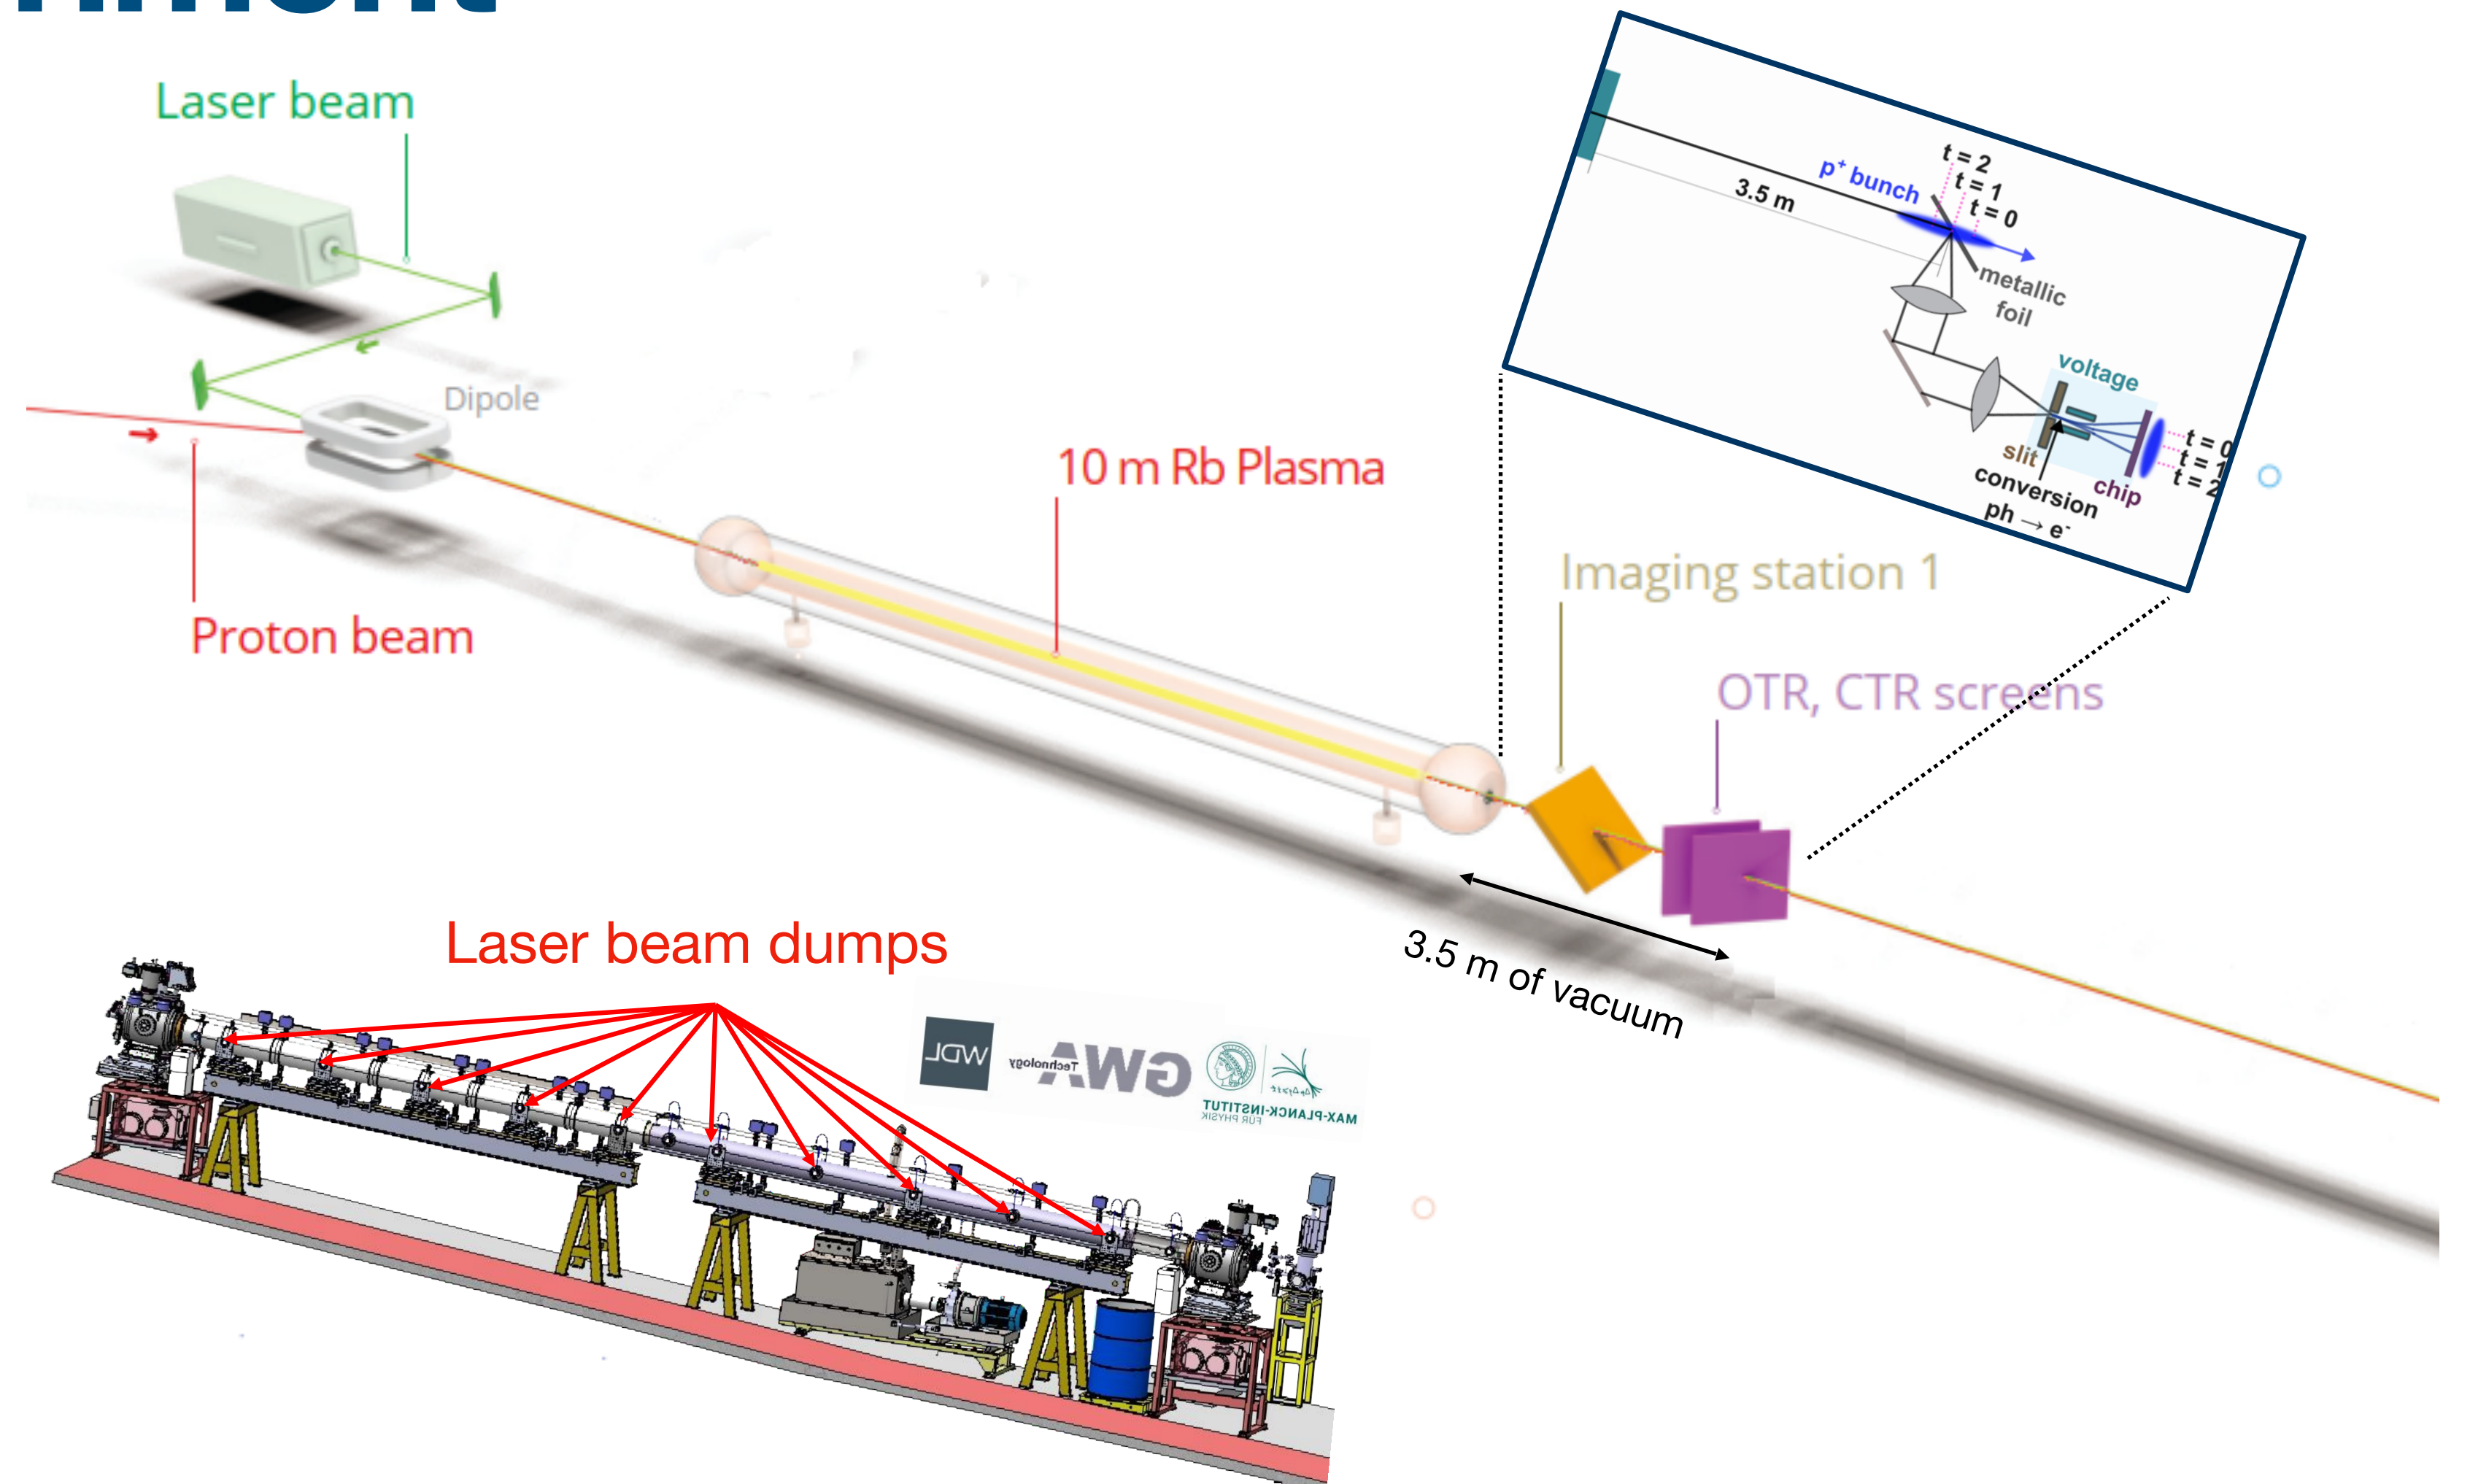 Laser beam
Dipole
Proton beam
10 m Rb Plasma
Imaging station 1
OTR, CTR screens
3.5 m of vacuum
t = 2
t = 1
t = 0
p⁺ bunch
3.5 m
metallic
foil
voltage
slit
conversion
ph → e⁻
chip
t = 0
t = 1
t = 2
Laser beam dumps
WDL
GWA
Technology
MAX-PLANCK-INSTITUT
FÜR PHYSIK